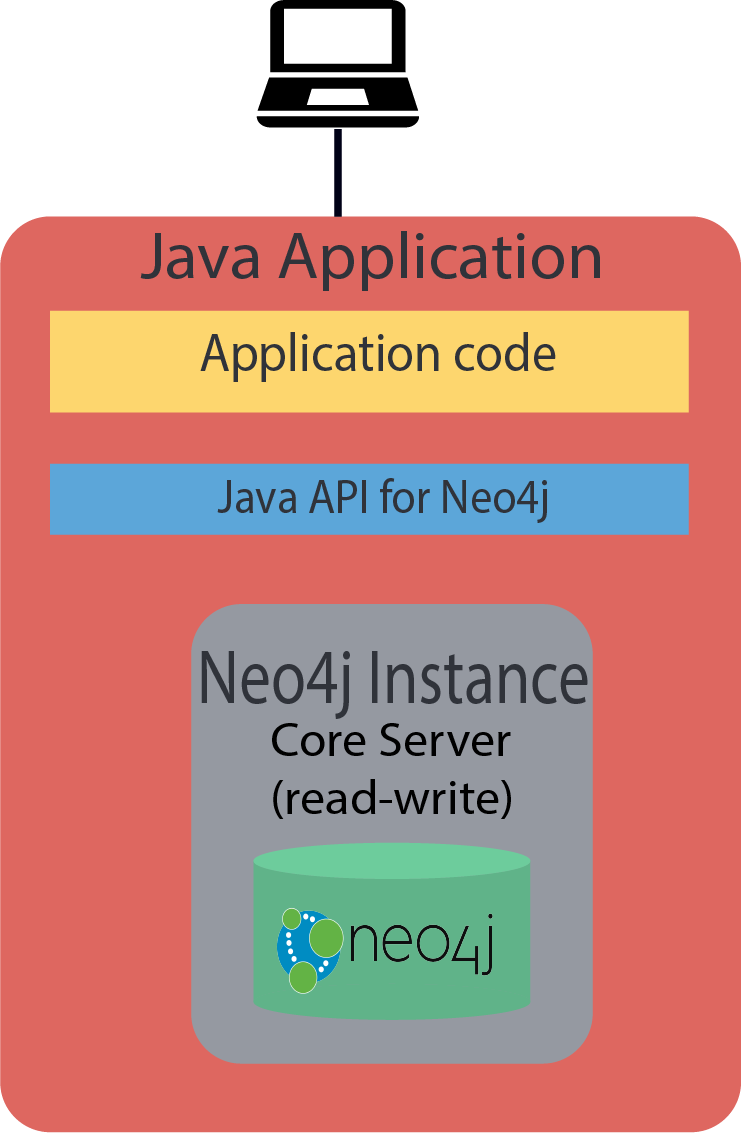 Java Application
Application code
Java API for Neo4j
Neo4j Instance
Core Server
(read-write)
neo4j